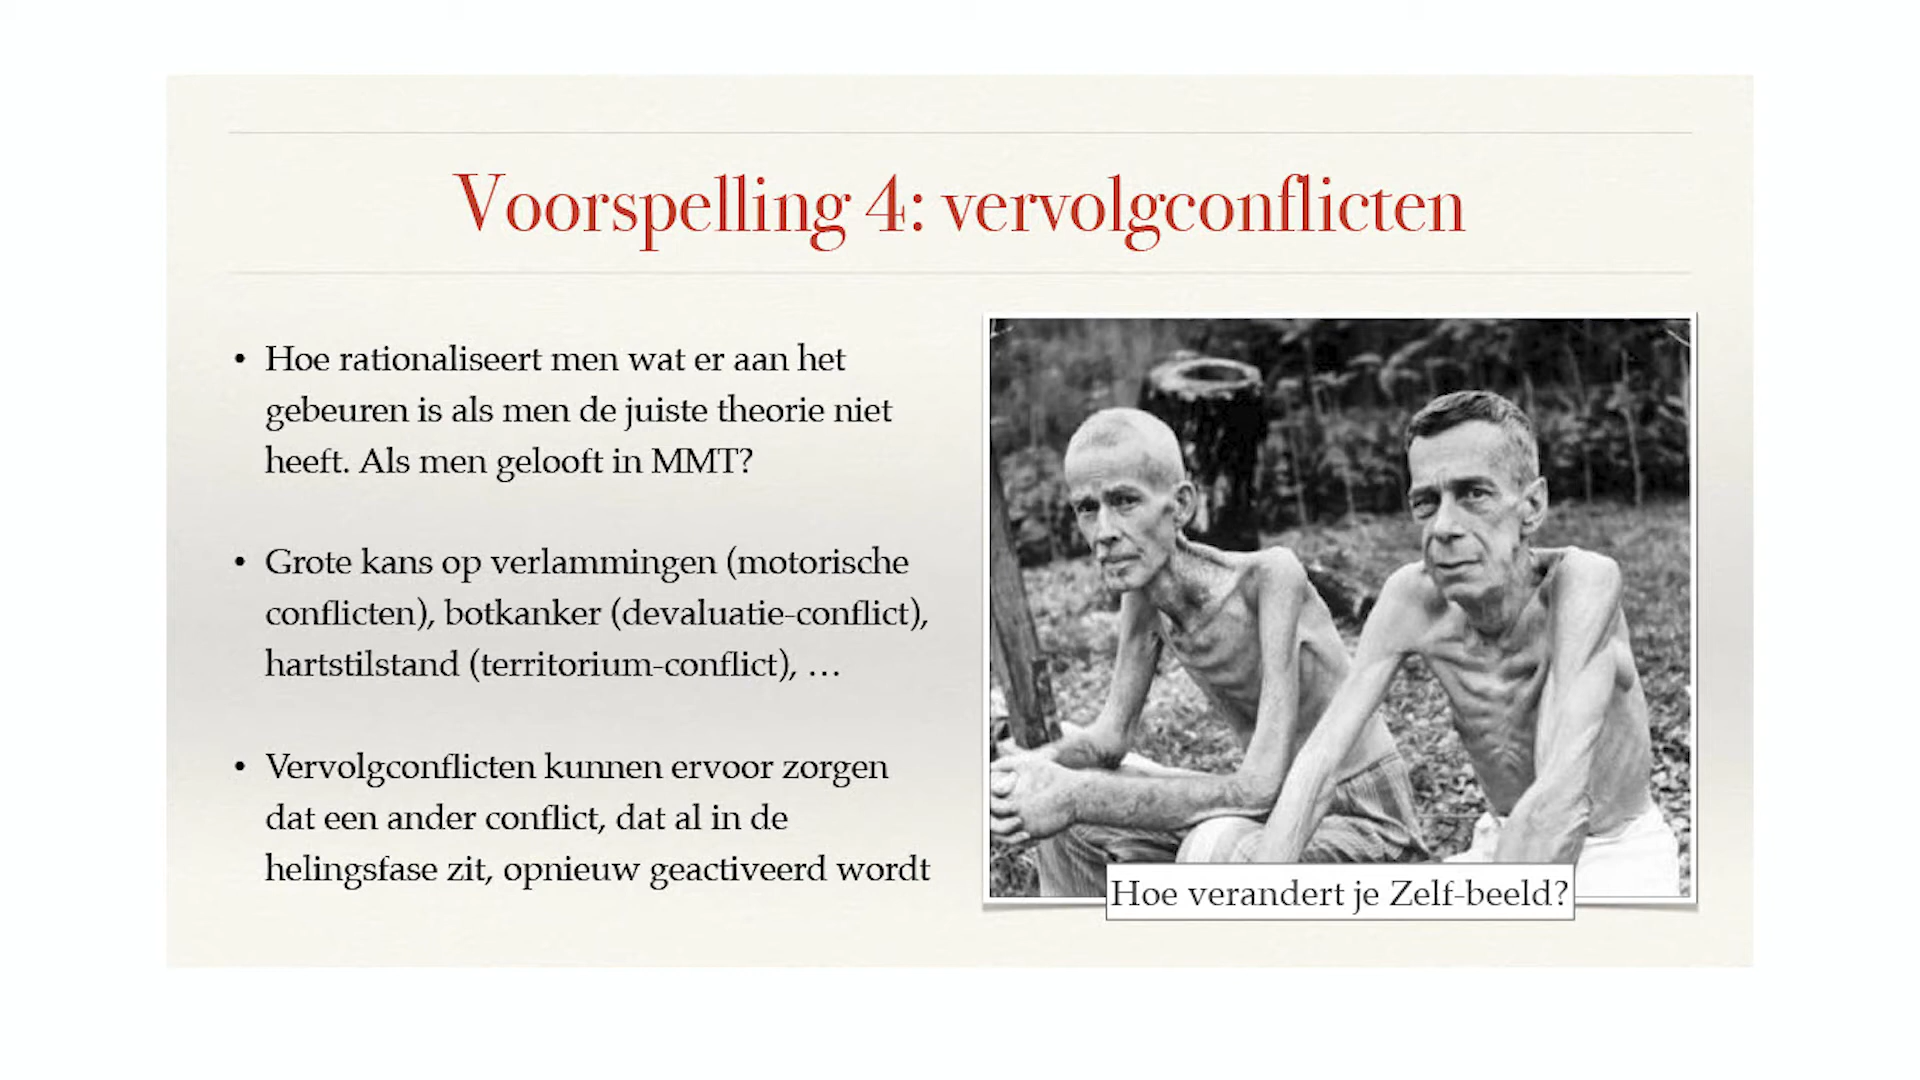 Voorspelling 4: vervolgconflicten
• Hoe rationaliseert men wat er aan het
gebeuren is als men de juiste theorie niet
heeft. Als men gelooft in MMT?
• Grote kans op verlammingen (motorische
conflicten), botkanker (devaluatie-conflict),
hartstilstand (territorium-conflict), …
• Vervolgconflicten kunnen ervoor zorgen
dat een ander conflict, dat al in de
helingsfase zit, opnieuw geactiveerd wordt
Hoe verandert je Zelf-beeld?